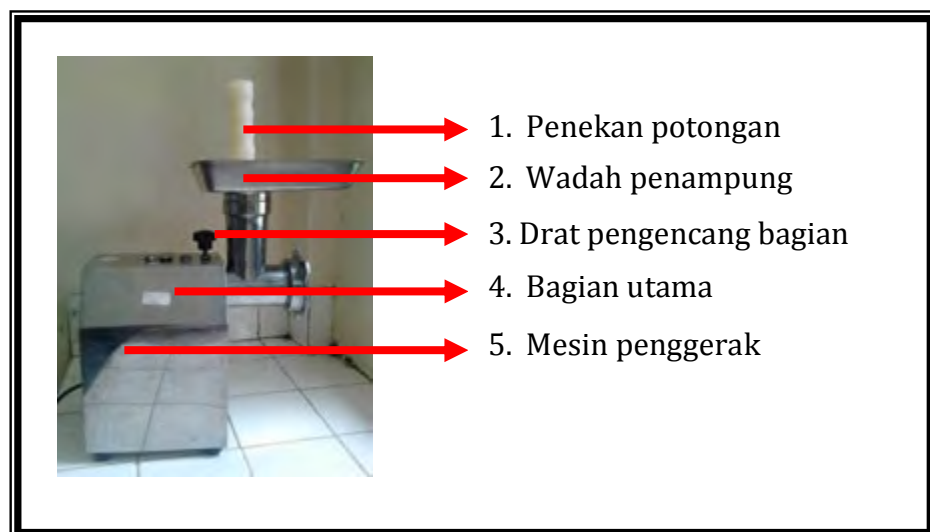 1. Penekan potongan
2. Wadah penampung
3. Drat pengencang bagian
4. Bagian utama
5. Mesin penggerak